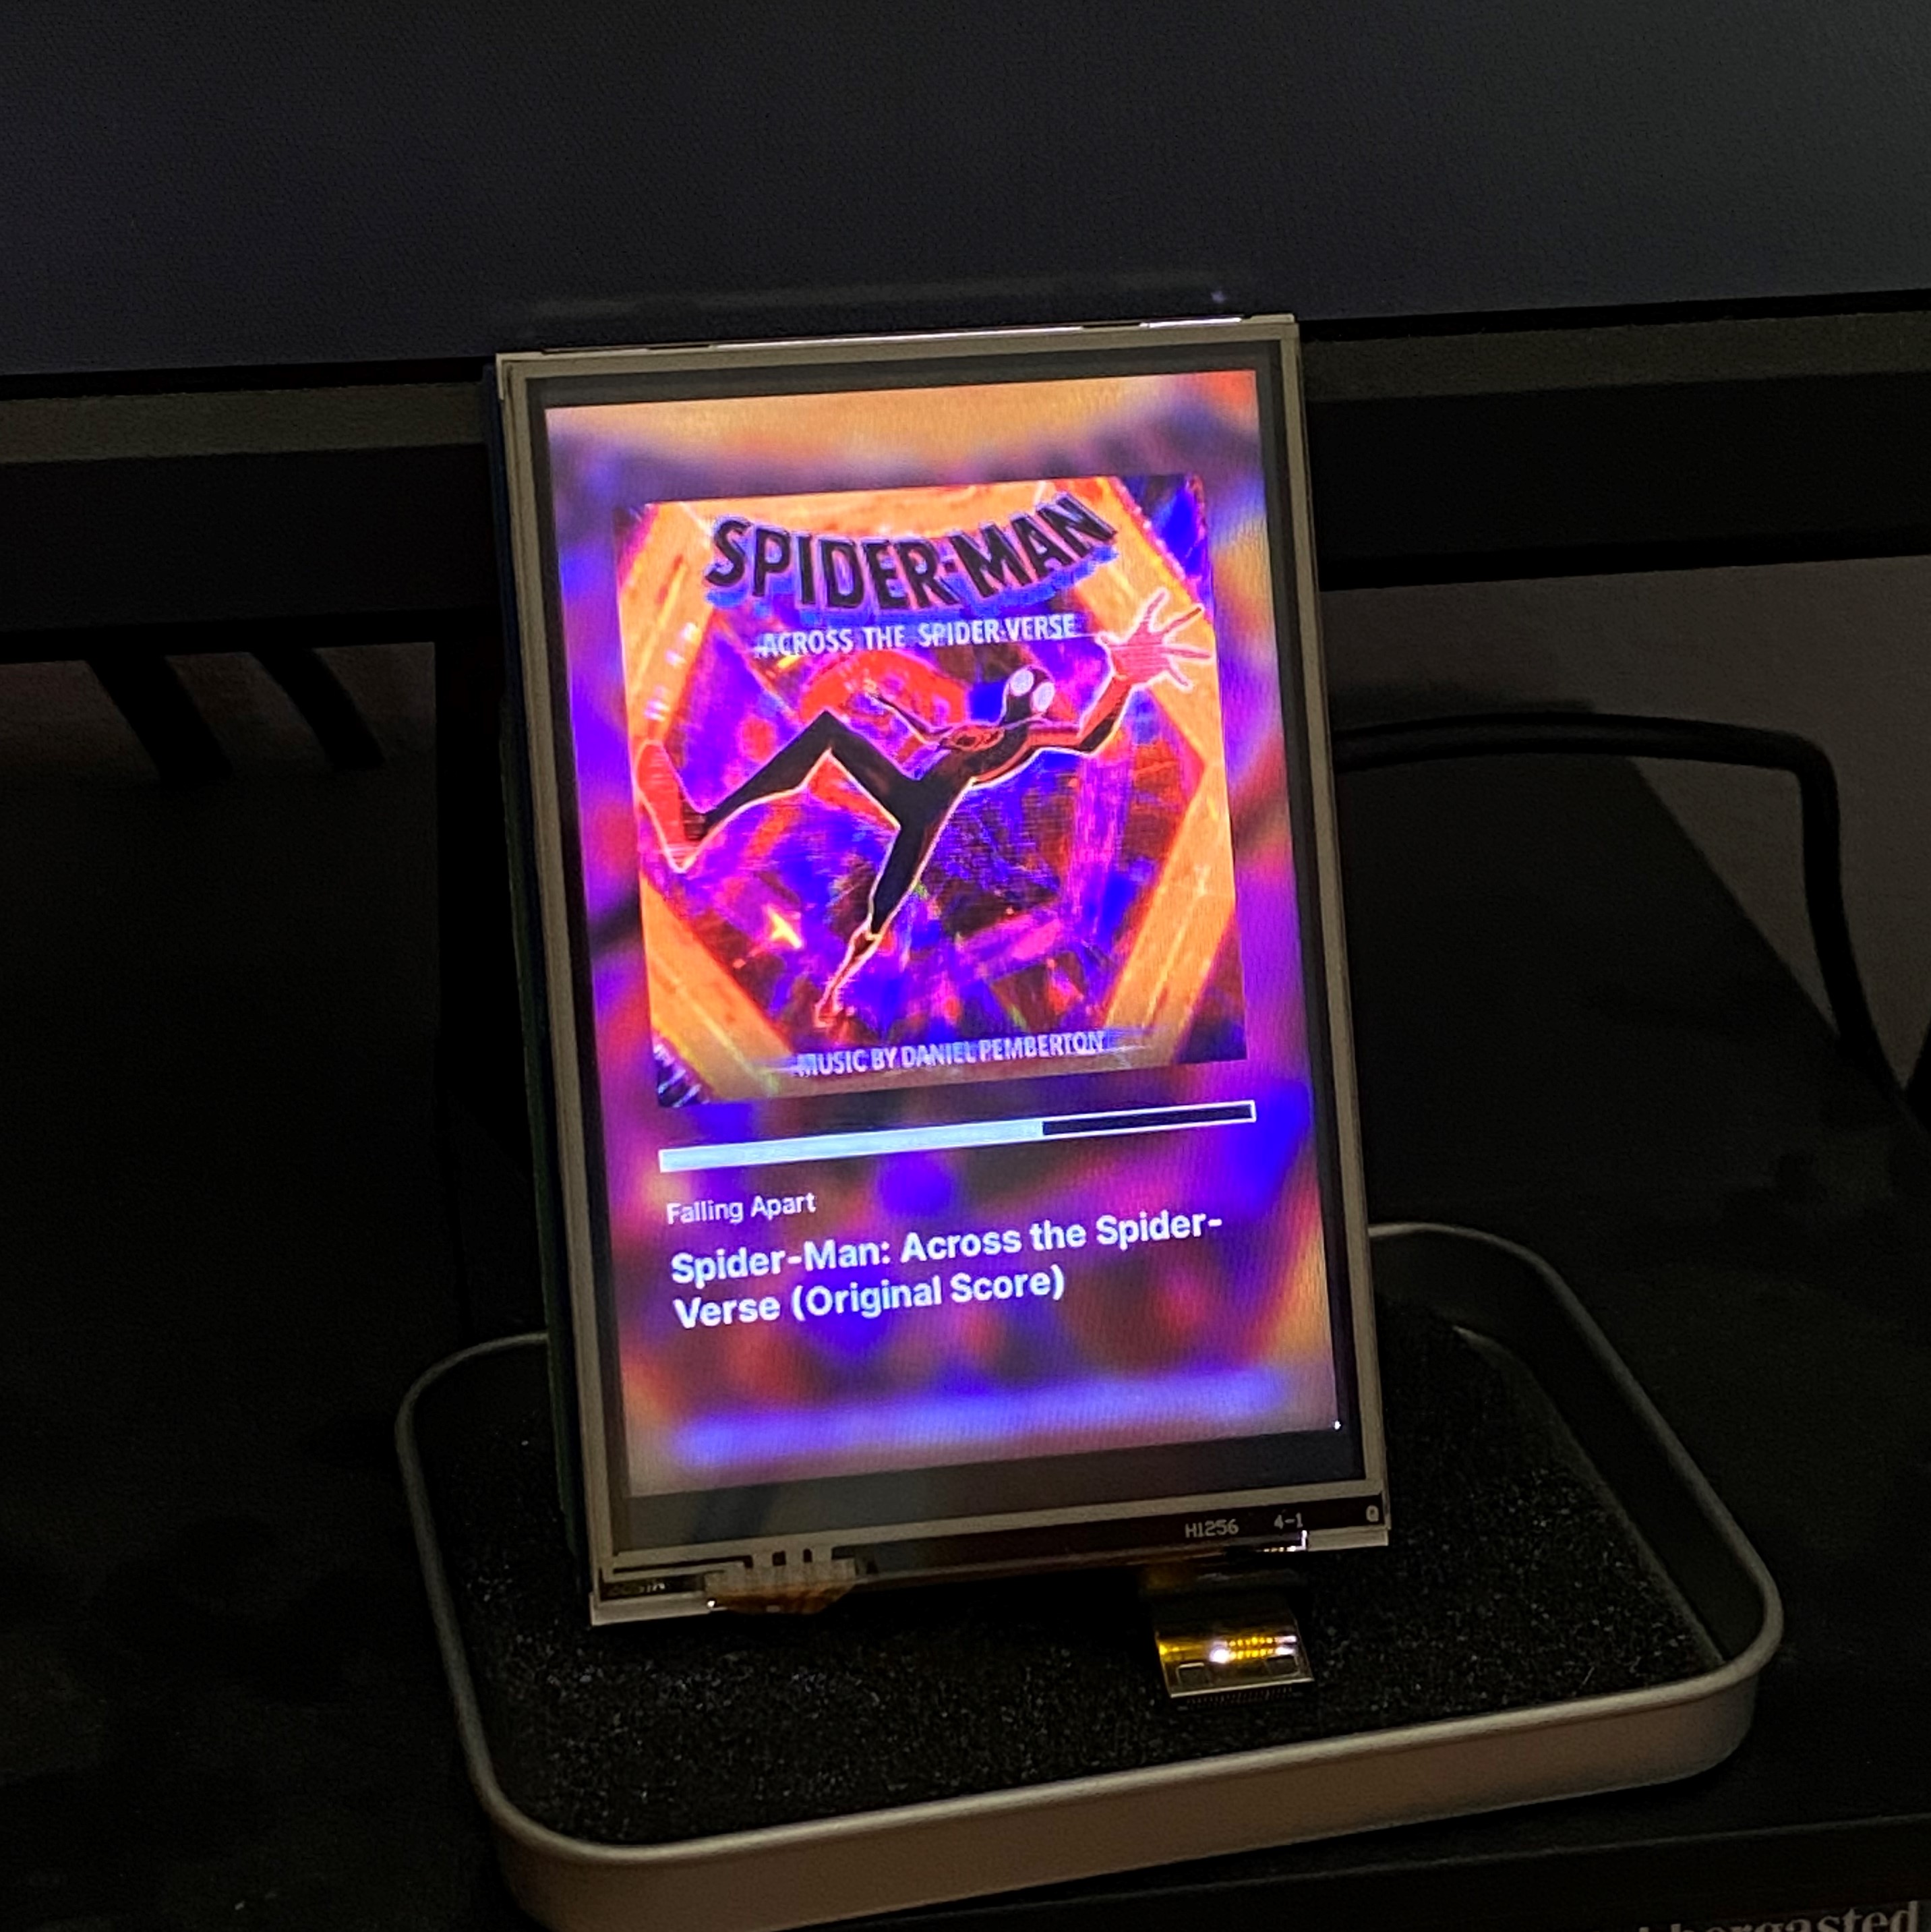 SPIDER-MAN
ACROSS THE SPIDER-VERSE
MUSIC BY DANIEL PEMBERTON
Falling Apart
Spider-Man: Across the Spider-
Verse (Original Score)
H1256 4-1